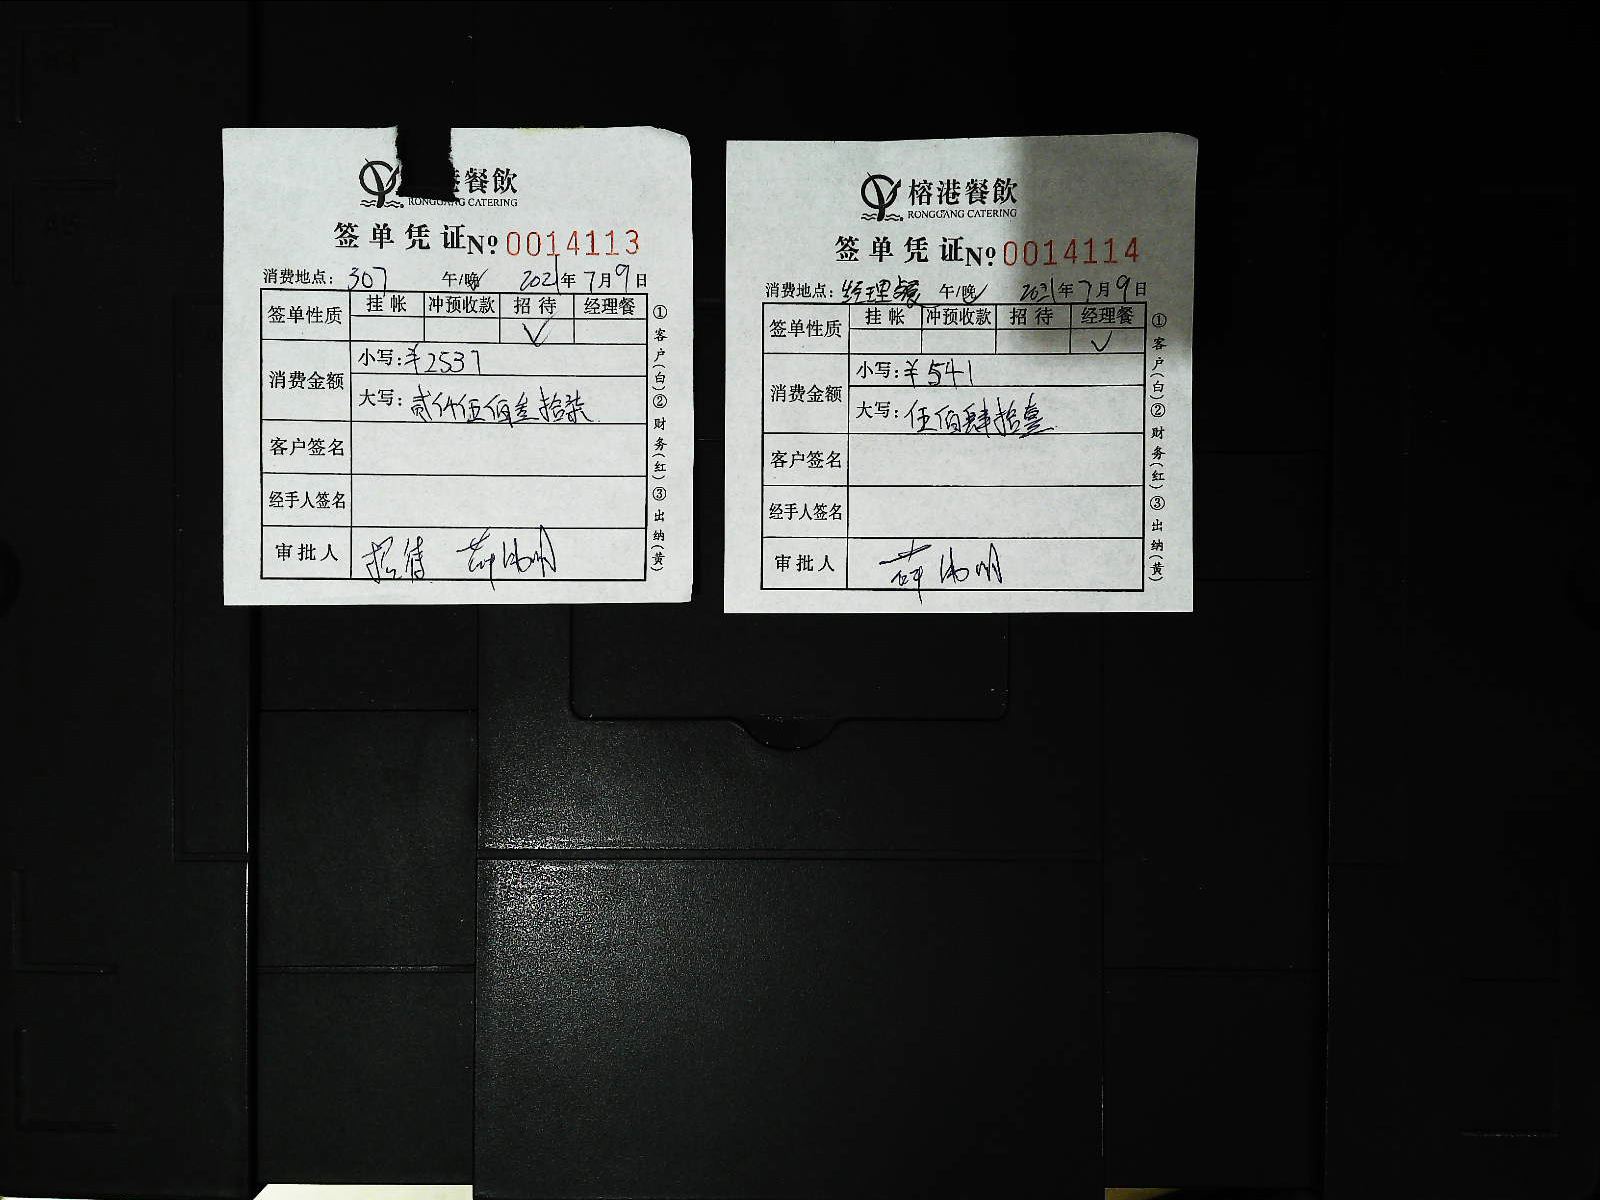 港餐飲
RONGGANG CATERING
签单凭证 № 0014113
消费地点：307 午/晚 2021年7月9日
签单性质 挂帐 冲预收款 招待 经理餐
√
消费金额 小写：¥2537
大写：贰仟伍佰叁拾柒
客户签名
经手人签名
审批人 招待
①客户(白)②财务(红)③出纳(黄)
榕港餐飲
RONGGANG CATERING
签单凭证 № 0014114
消费地点：经理餐 午/晚 2021年7月9日
签单性质 挂帐 冲预收款 招待 经理餐
√
消费金额 小写：¥541
大写：伍佰肆拾壹
客户签名
经手人签名
审批人
①客户(白)②财务(红)③出纳(黄)